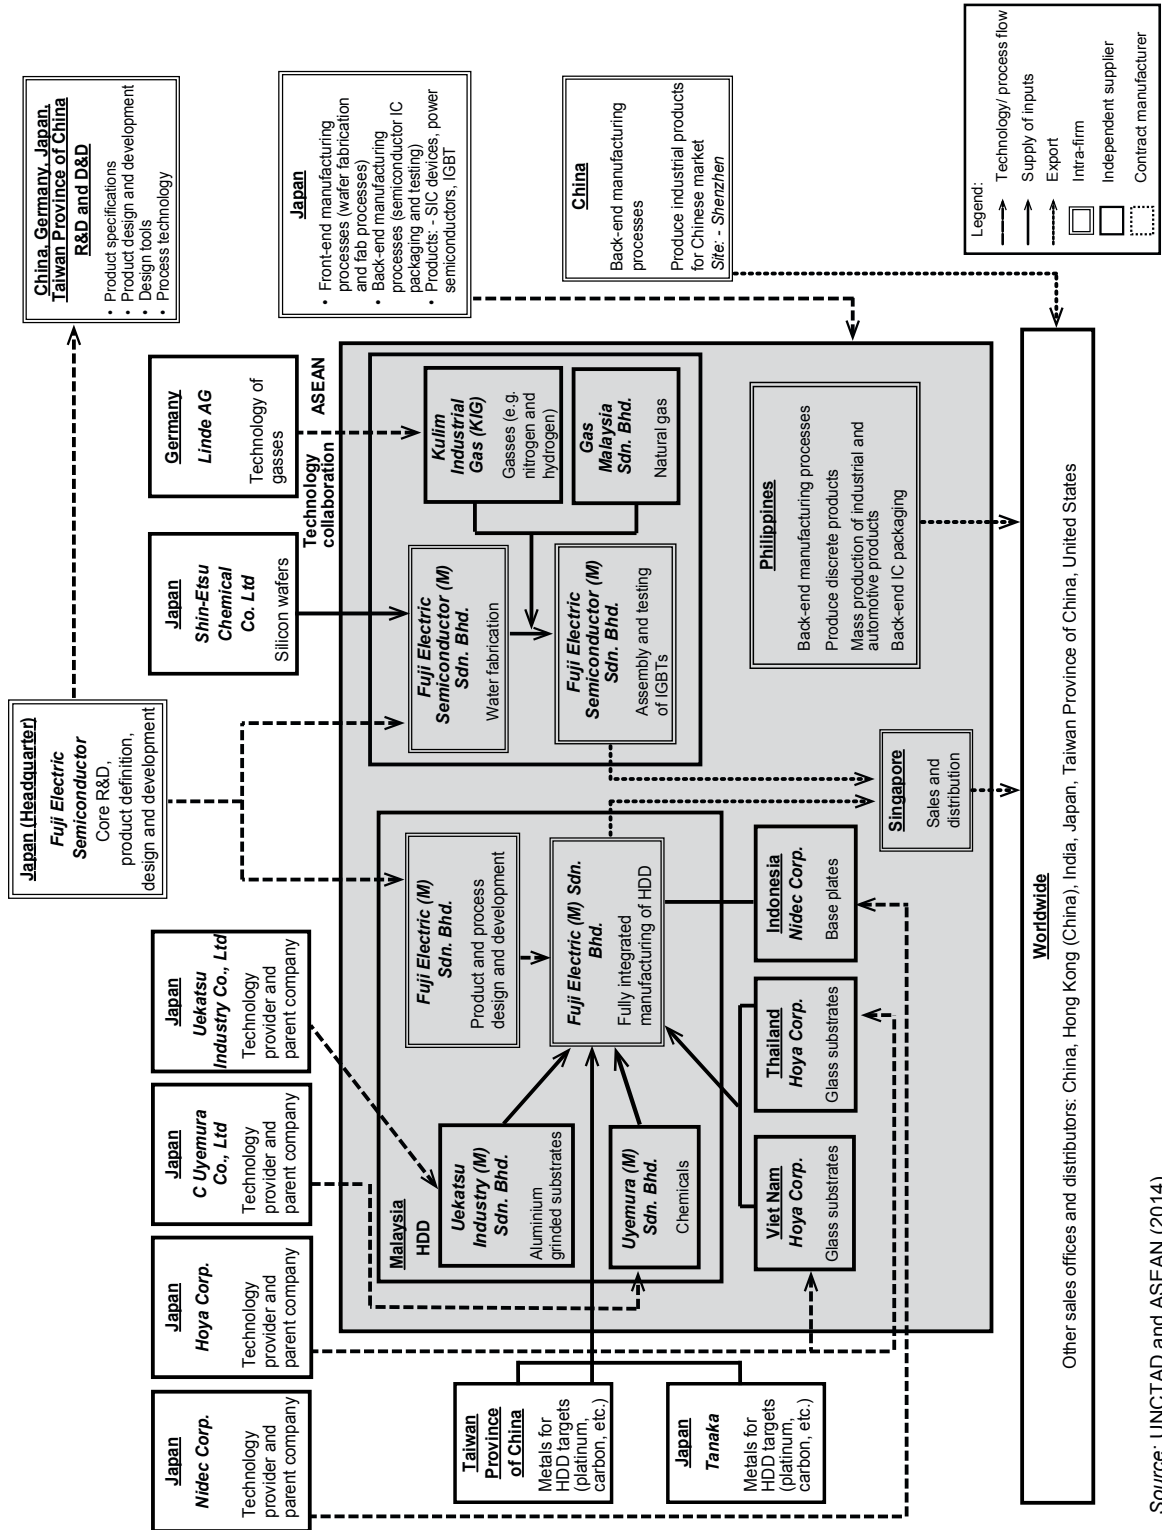 Japan
Nidec Corp.
Technology
provider and
parent company
Japan
Hoya Corp.
Technology
provider and
parent company
Japan
C Uyemura
Co., Ltd
Technology
provider and
parent company
Japan
Uekatsu
Industry Co., Ltd
Technology
provider and
parent company
Japan (Headquarter)
Fuji Electric
Semiconductor
Core R&D,
product definition,
design and development
Japan
Shin-Etsu
Chemical
Co. Ltd
Silicon wafers
Germany
Linde AG
Technology of
gasses
China, Germany, Japan,
Taiwan Province of China
R&D and D&D
• Product specifications
• Product design and development
• Design tools
• Process technology
Technology
collaboration
ASEAN
Malaysia
HDD
Uekatsu
Industry (M)
Sdn. Bhd.
Aluminium
grinded substrates
Fuji Electric (M)
Sdn. Bhd.
Product and process
design and development
Fuji Electric
Semiconductor (M)
Sdn. Bhd.
Water fabrication
Kulim
Industrial
Gas (KIG)
Gasses (e.g.
nitrogen and
hydrogen)
Japan
• Front-end manufacturing
processes (wafer fabrication
and fab processes)
• Back-end manufacturing
processes (semiconductor IC
packaging and testing)
• Products: - SIC devices, power
semiconductors, IGBT
Taiwan
Province
of China
Metals for
HDD targets
(platinum,
carbon, etc.)
Uyemura (M)
Sdn. Bhd.
Chemicals
Fuji Electric (M) Sdn.
Bhd.
Fully integrated
manufacturing of HDD
Fuji Electric
Semiconductor (M)
Sdn. Bhd.
Assembly and testing
of IGBTs
Gas
Malaysia
Sdn. Bhd.
Natural gas
China
Back-end manufacturing
processes
Produce industrial products
for Chinese market
Site: - Shenzhen
Japan
Tanaka
Metals for
HDD targets
(platinum,
carbon, etc.)
Viet Nam
Hoya Corp.
Glass substrates
Thailand
Hoya Corp.
Glass substrates
Indonesia
Nidec Corp.
Base plates
Singapore
Sales and
distribution
Philippines
Back-end manufacturing processes
Produce discrete products
Mass production of industrial and
automotive products
Back-end IC packaging
Worldwide
Other sales offices and distributors: China, Hong Kong (China), India, Japan, Taiwan Province of China, United States
Legend:
Technology/ process flow
Supply of inputs
Export
Intra-firm
Independent supplier
Contract manufacturer
Source: UNCTAD and ASEAN (2014)